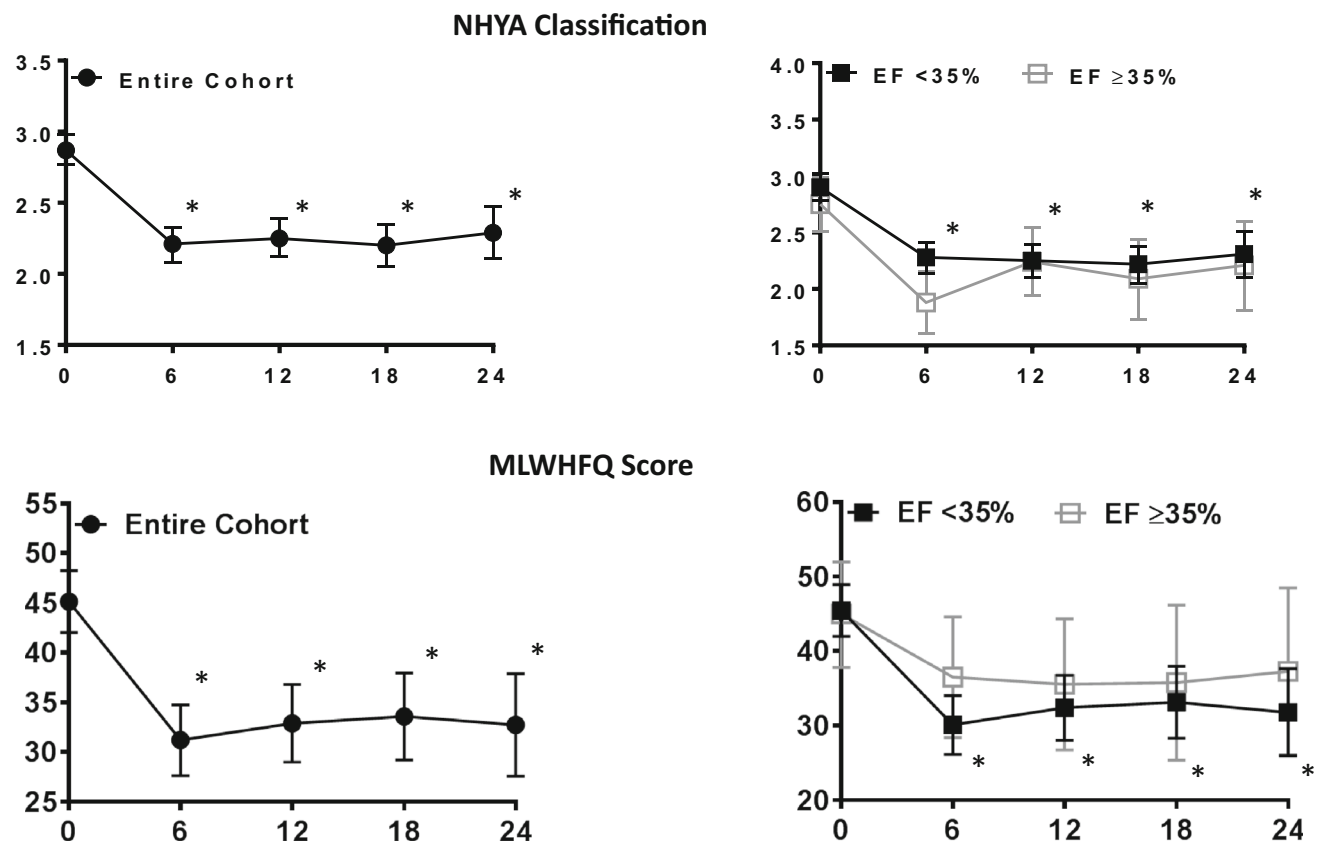 NHYA Classification
Entire Cohort
3.5
3.0
2.5
2.0
1.5
0 6 12 18 24
* * * *
EF <35% EF ≥35%
4.0
3.5
3.0
2.5
2.0
1.5
0 6 12 18 24
* * * *
MLWHFQ Score
Entire Cohort
55
50
45
40
35
30
25
0 6 12 18 24
* * * *
EF <35% EF ≥35%
60
50
40
30
20
0 6 12 18 24
* * * *